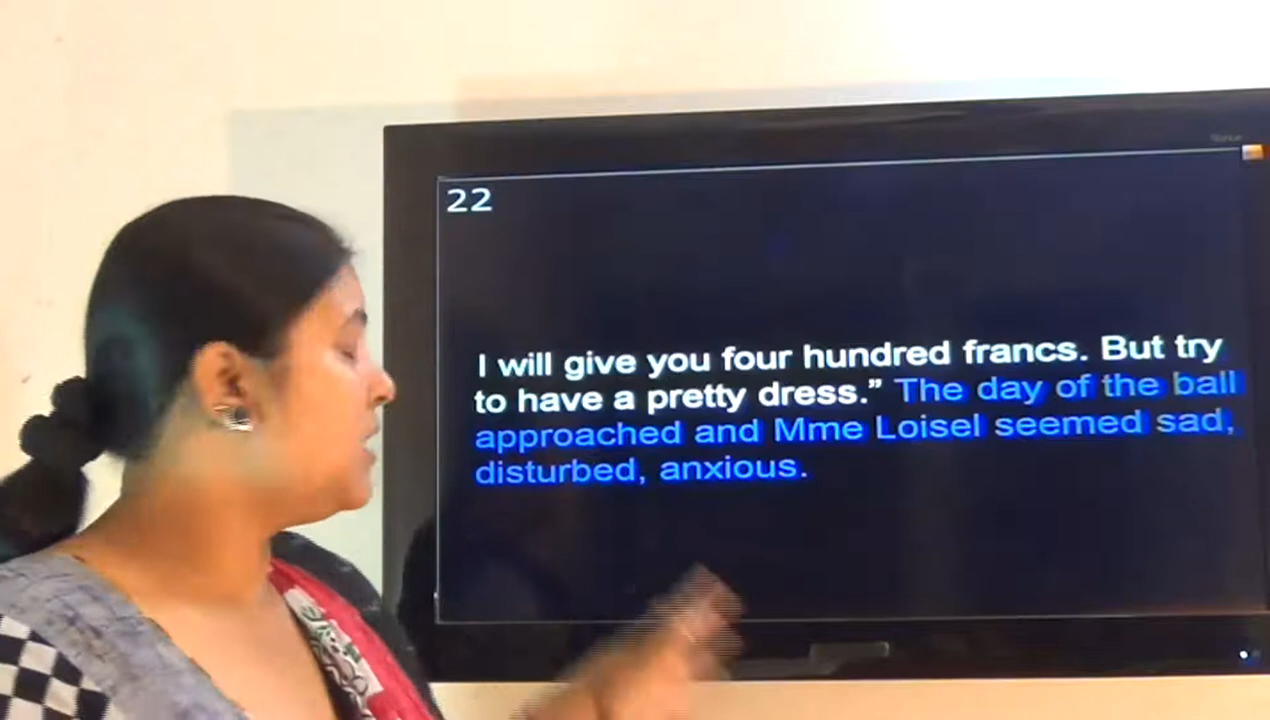 22
I will give you four hundred francs. But try
to have a pretty dress.” The day of the ball
approached and Mme Loisel seemed sad,
disturbed, anxious.